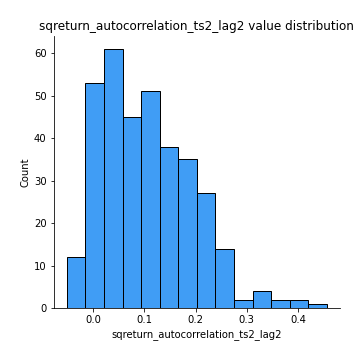 sqreturn_autocorrelation_ts2_lag2 value distribution
60
50
40
30
20
10
0
Count
0.0 0.1 0.2 0.3 0.4
sqreturn_autocorrelation_ts2_lag2